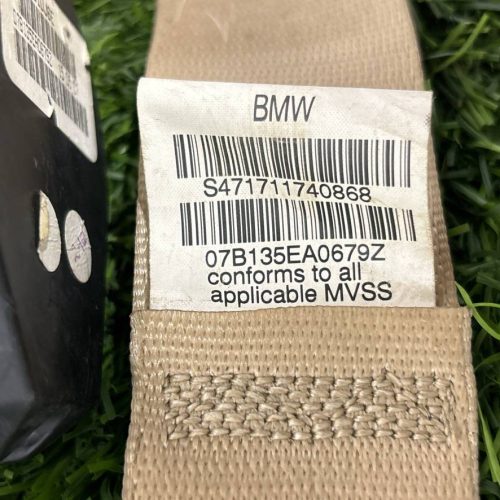 BMW
S471711740868
07B135EA0679Z
conforms to all
applicable MVSS